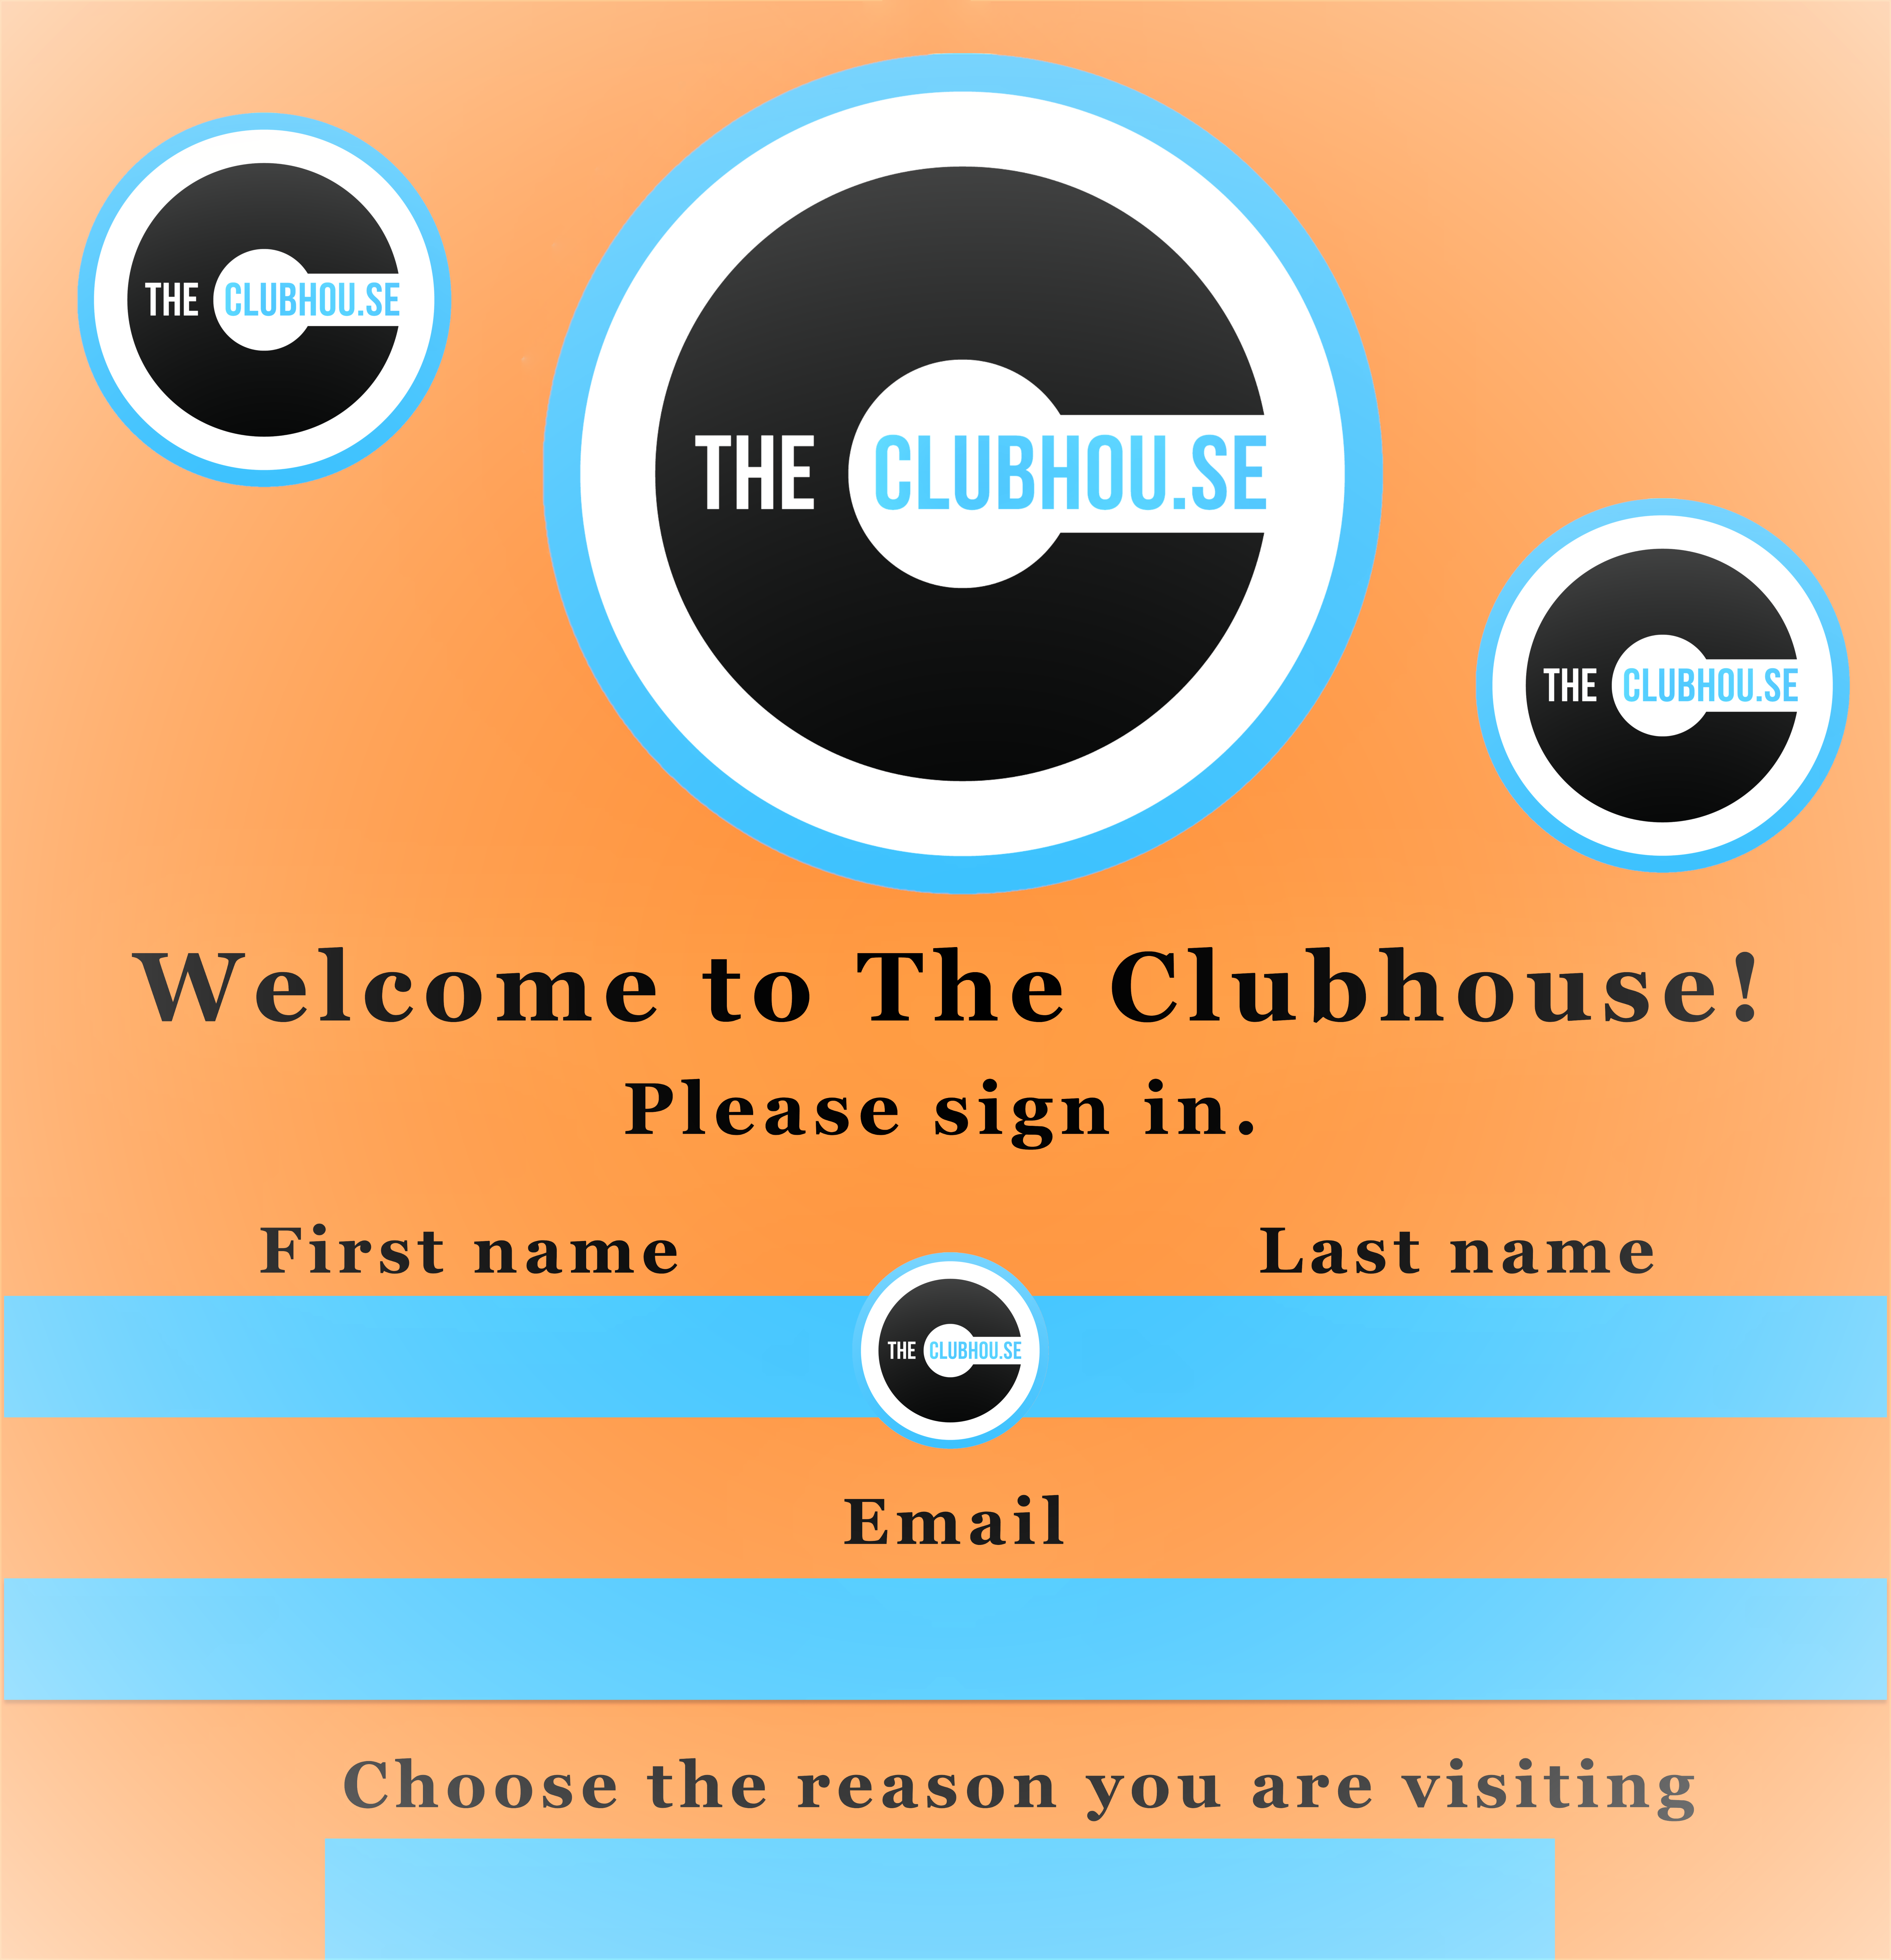 THE CLUBHOU.SE
THE CLUBHOU.SE
THE CLUBHOU.SE
Welcome to The Clubhouse!
Please sign in.
First name
Last name
THE CLUBHOU.SE
Email
Choose the reason you are visiting